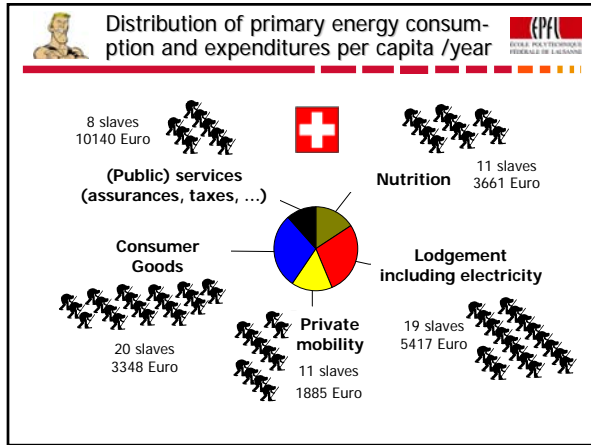 Distribution of primary energy consum-
ption and expenditures per capita /year
EPFL
ÉCOLE POLYTECHNIQUE
FÉDÉRALE DE LAUSANNE
8 slaves
10140 Euro
(Public) services
(assurances, taxes, ...)
Nutrition
11 slaves
3661 Euro
Consumer
Goods
Lodgement
including electricity
20 slaves
3348 Euro
Private
mobility
11 slaves
1885 Euro
19 slaves
5417 Euro